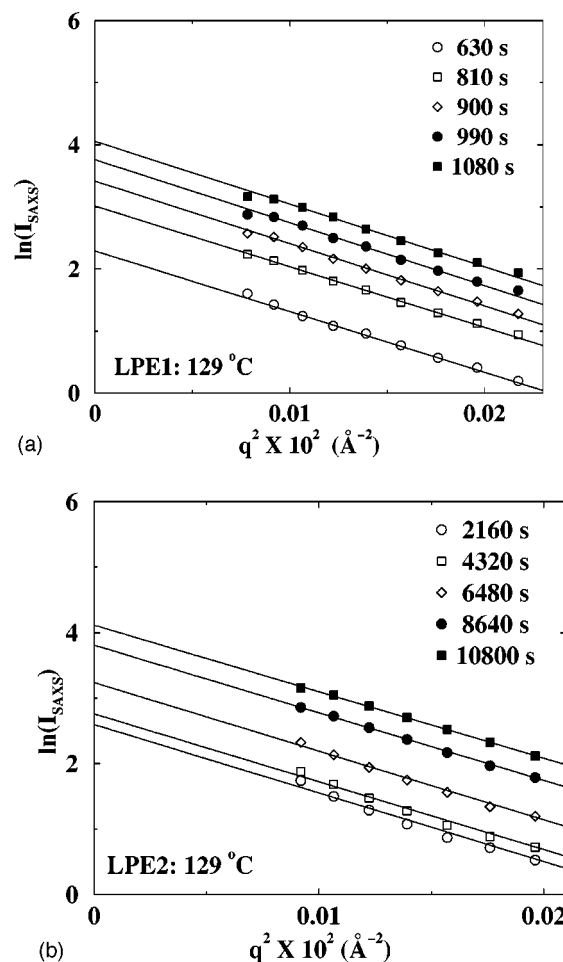 6
630 s
810 s
900 s
990 s
1080 s
4
ln(I_SAXS)
2
LPE1: 129 °C
0
0 0.01 0.02
(a) q² X 10² (Å⁻²)
6
2160 s
4320 s
6480 s
8640 s
10800 s
4
ln(I_SAXS)
2
LPE2: 129 °C
0
0 0.01 0.02
(b) q² X 10² (Å⁻²)